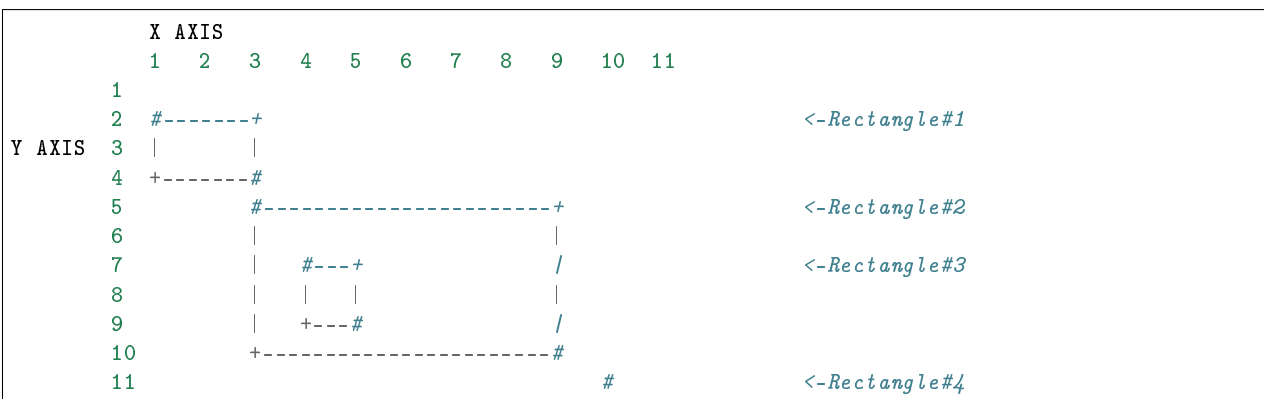 X AXIS
1 2 3 4 5 6 7 8 9 10 11
1
2 #-------+ <-Rectangle#1
Y AXIS 3 | |
4 +-------#
5 #-----------------------+ <-Rectangle#2
6 | |
7 | #---+ | <-Rectangle#3
8 | | | |
9 | +---# |
10 +-----------------------#
11 # <-Rectangle#4